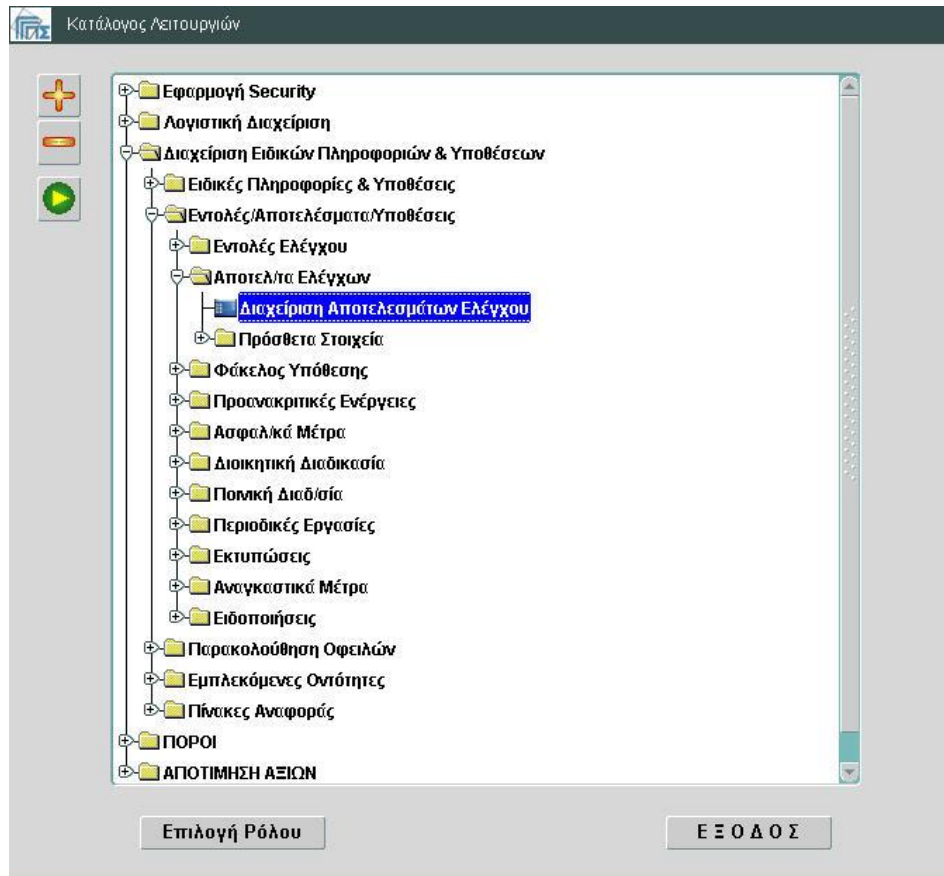 Κατάλογος Λειτουργιών
Εφαρμογή Security
Λογιστική Διαχείριση
Διαχείριση Ειδικών Πληροφοριών & Υποθέσεων
Ειδικές Πληροφορίες & Υποθέσεις
Εντολές/Αποτελέσματα/Υποθέσεις
Εντολές Ελέγχου
Αποτελ/τα Ελέγχων
Διαχείριση Αποτελεσμάτων Ελέγχου
Πρόσθετα Στοιχεία
Φάκελος Υπόθεσης
Προανακριτικές Ενέργειες
Ασφαλ/κά Μέτρα
Διοικητική Διαδικασία
Ποινική Διαδ/σία
Περιοδικές Εργασίες
Εκτυπώσεις
Αναγκαστικά Μέτρα
Ειδοποιήσεις
Παρακολούθηση Οφειλών
Εμπλεκόμενες Οντότητες
Πίνακες Αναφοράς
ΠΟΡΟΙ
ΑΠΟΤΙΜΗΣΗ ΑΞΙΩΝ
Επιλογή Ρόλου
Ε Ξ Ο Δ Ο Σ